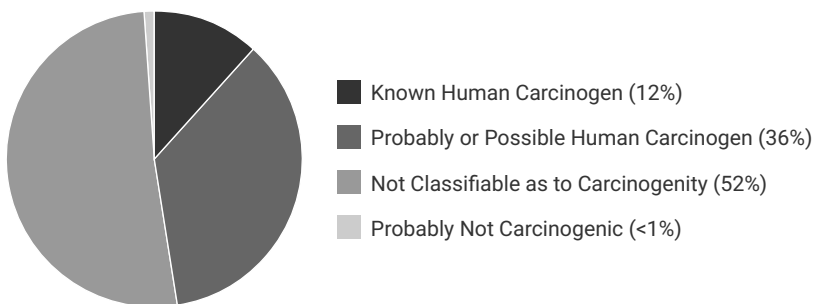 Known Human Carcinogen (12%)
Probably or Possible Human Carcinogen (36%)
Not Classifiable as to Carcinogenity (52%)
Probably Not Carcinogenic (<1%)